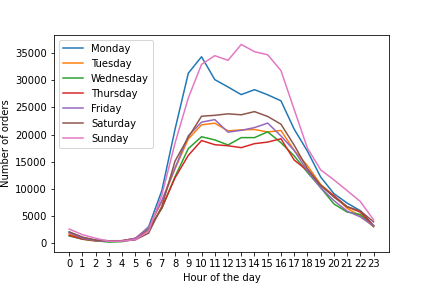 Number of orders
35000
30000
25000
20000
15000
10000
5000
0
Monday
Tuesday
Wednesday
Thursday
Friday
Saturday
Sunday
0 1 2 3 4 5 6 7 8 9 10 11 12 13 14 15 16 17 18 19 20 21 22 23
Hour of the day